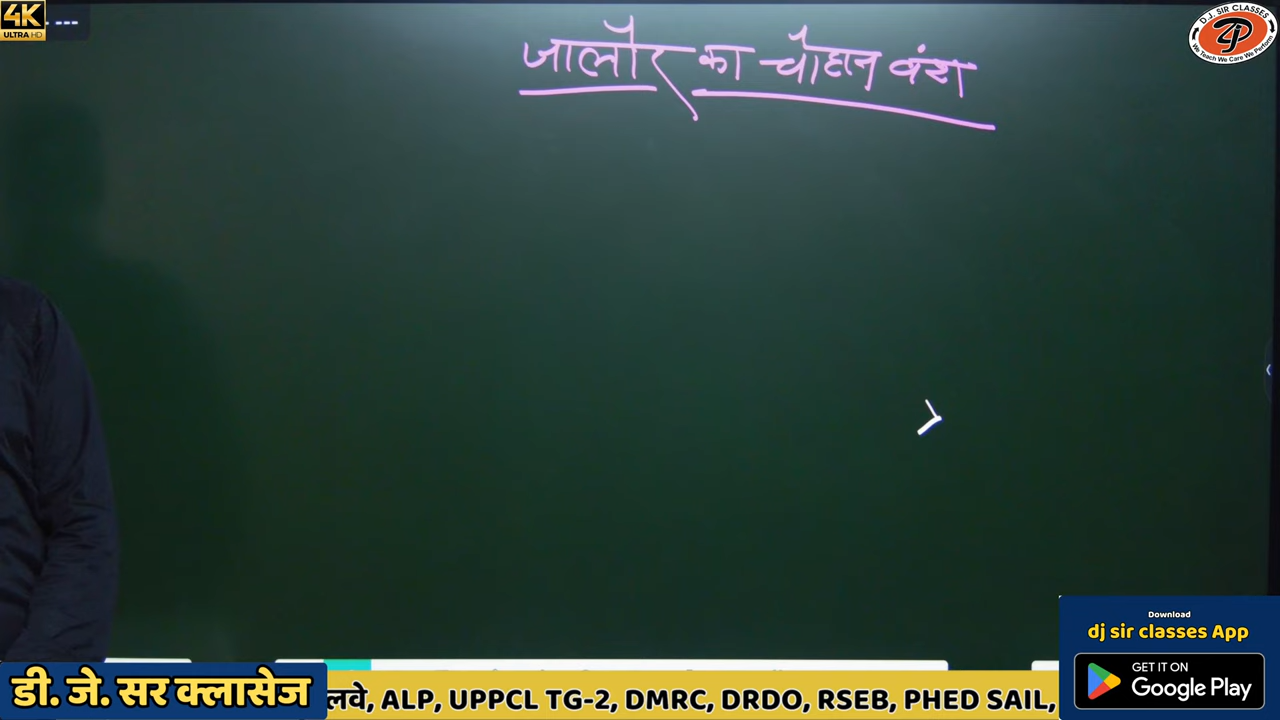 4K
ULTRA HD
जालौर का चौहान वंश
D.J. SIR CLASSES
We Teach We Care We Perform
Download
dj sir classes App
GET IT ON
Google Play
डी. जे. सर क्लासेज
लवे, ALP, UPPCL TG-2, DMRC, DRDO, RSEB, PHED SAIL,